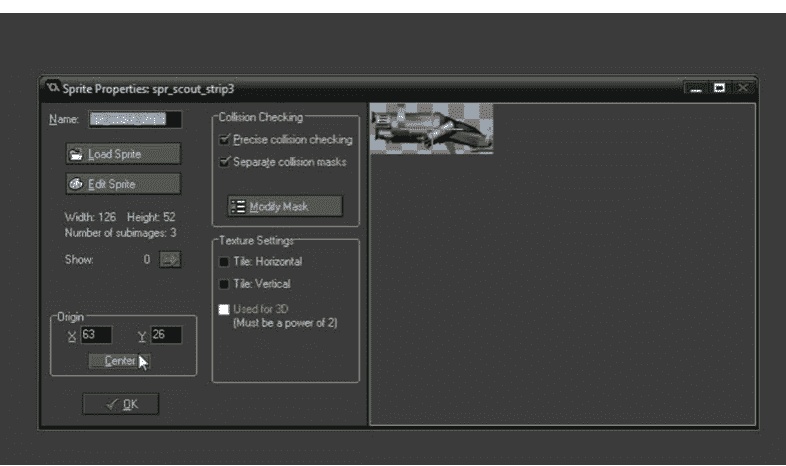 Sprite Properties: spr_scout_strip3
Name:
Load Sprite
Edit Sprite
Width: 126 Height: 52
Number of subimages: 3
Show: 0
Origin
X 63 Y 26
Center
OK
Collision Checking
Precise collision checking
Separate collision masks
Modify Mask
Texture Settings
Tile: Horizontal
Tile: Vertical
Used for 3D
(Must be a power of 2)